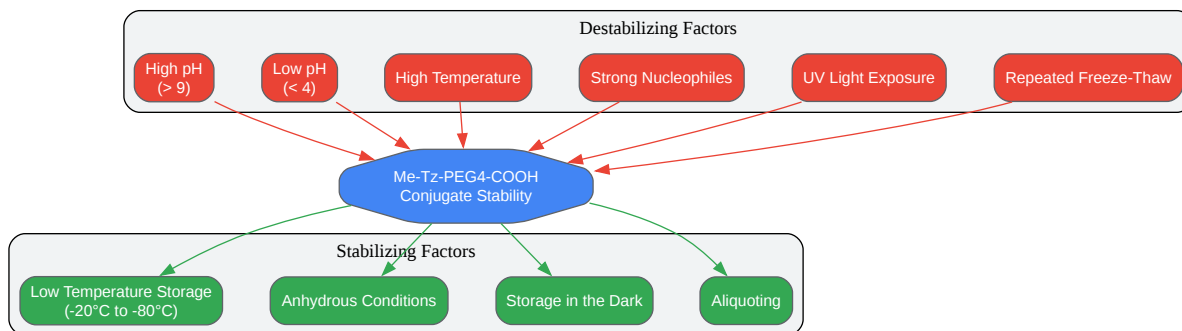 Destabilizing Factors
High pH
(> 9)
Low pH
(< 4)
High Temperature
Strong Nucleophiles
UV Light Exposure
Repeated Freeze-Thaw
Me-Tz-PEG4-COOH
Conjugate Stability
Stabilizing Factors
Low Temperature Storage
(-20°C to -80°C)
Anhydrous Conditions
Storage in the Dark
Aliquoting